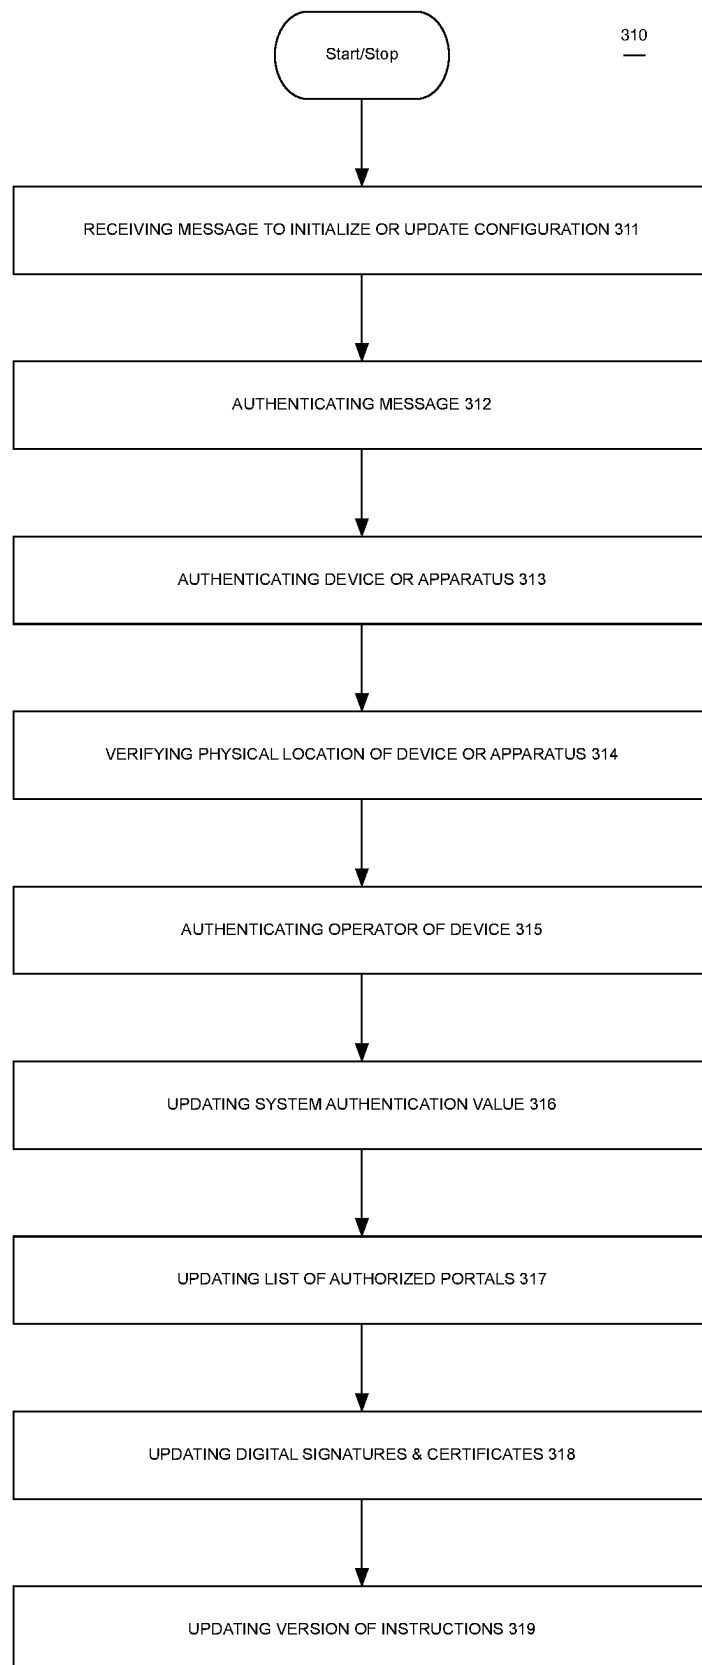 Start/Stop
310
RECEIVING MESSAGE TO INITIALIZE OR UPDATE CONFIGURATION 311
AUTHENTICATING MESSAGE 312
AUTHENTICATING DEVICE OR APPARATUS 313
VERIFYING PHYSICAL LOCATION OF DEVICE OR APPARATUS 314
AUTHENTICATING OPERATOR OF DEVICE 315
UPDATING SYSTEM AUTHENTICATION VALUE 316
UPDATING LIST OF AUTHORIZED PORTALS 317
UPDATING DIGITAL SIGNATURES & CERTIFICATES 318
UPDATING VERSION OF INSTRUCTIONS 319